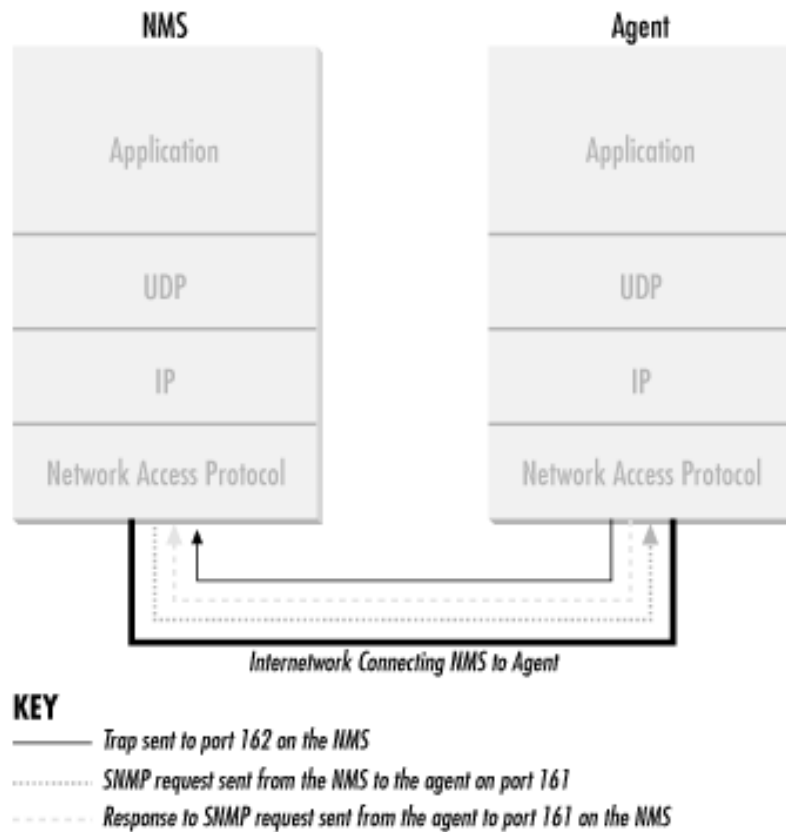 NMS
Agent
Application
Application
UDP
UDP
IP
IP
Network Access Protocol
Network Access Protocol
Internetwork Connecting NMS to Agent
KEY
Trap sent to port 162 on the NMS
SNMP request sent from the NMS to the agent on port 161
Response to SNMP request sent from the agent to port 161 on the NMS